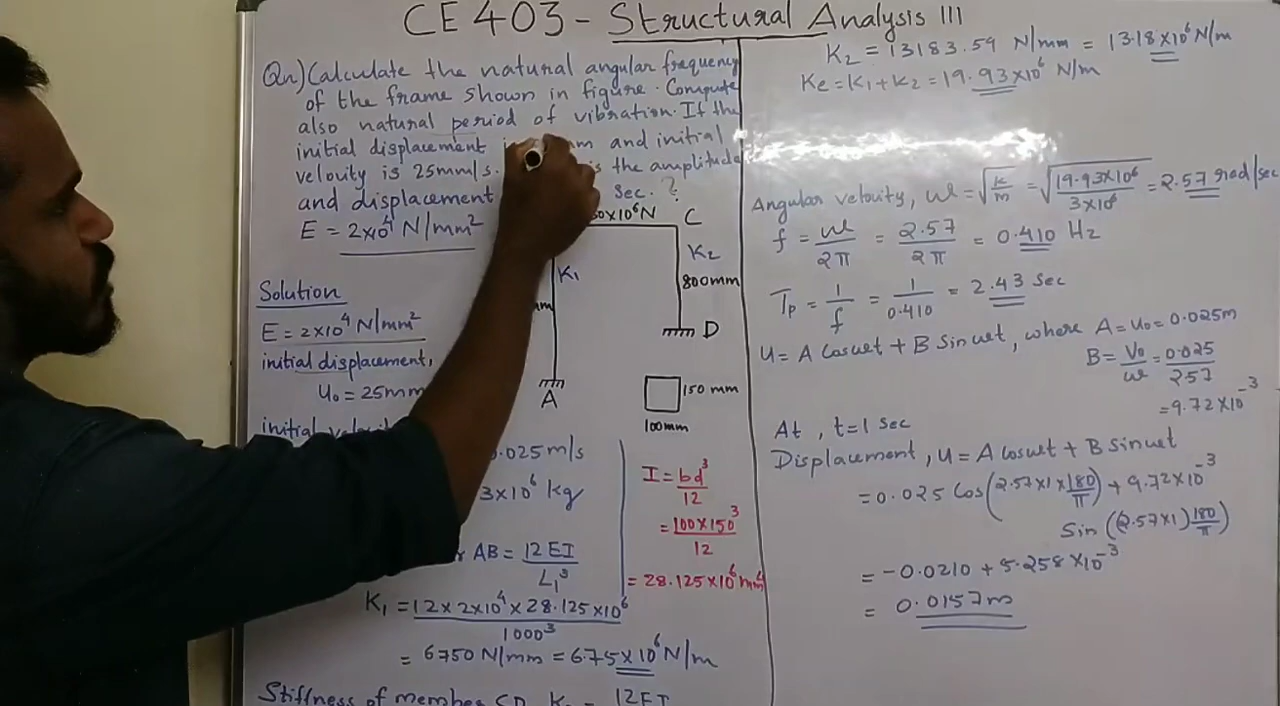 CE 403 - Structural Analysis III
Qn) Calculate the natural angular frequency
of the frame shown in figure. Compute
also natural period of vibration. If the
initial displacement m and initial
velouity is 25mm/s. the amplitude
and displacement sec. ?
E = 2x10⁴ N/mm²
x10⁶N C
K1
K2
800mm
D
A
150 mm
100mm
Solution
E = 2x10⁴ N/mm²
initial displacement,
U₀ = 25mm
initial
.025m/s
3x10⁶ kg
AB = 12 EI
L₁³
K₁ = 12 x 2x10⁴ x 28.125x10⁶
1000³
= 6750 N/mm = 6.75x10⁶ N/m
Stiffness of member CD, K = 12EI
I = bd³
12
= 100x150³
12
= 28.125x10⁶ mm⁴
K₂ = 13183.59 N/mm = 13.18x10⁶ N/m
Ke = K₁ + K₂ = 19.93x10⁶ N/m
Angular velouity, ω = √k/m = √19.93x10⁶/3x10⁶ = 2.57 rad/sec
f = ω/2π = 2.57/2π = 0.410 Hz
Tp = 1/f = 1/0.410 = 2.43 sec
U = A cosωt + B sinωt, where A = U₀ = 0.025m
B = V₀/ω = 0.025/2.57
= 9.72x10⁻³
At , t=1 sec
Displacement, u = A cosωt + B sinωt
= 0.025 cos(2.57x1x180/π) + 9.72x10⁻³
sin ((2.57x1)180/π)
= -0.0210 + 5.258x10⁻³
= 0.0157m